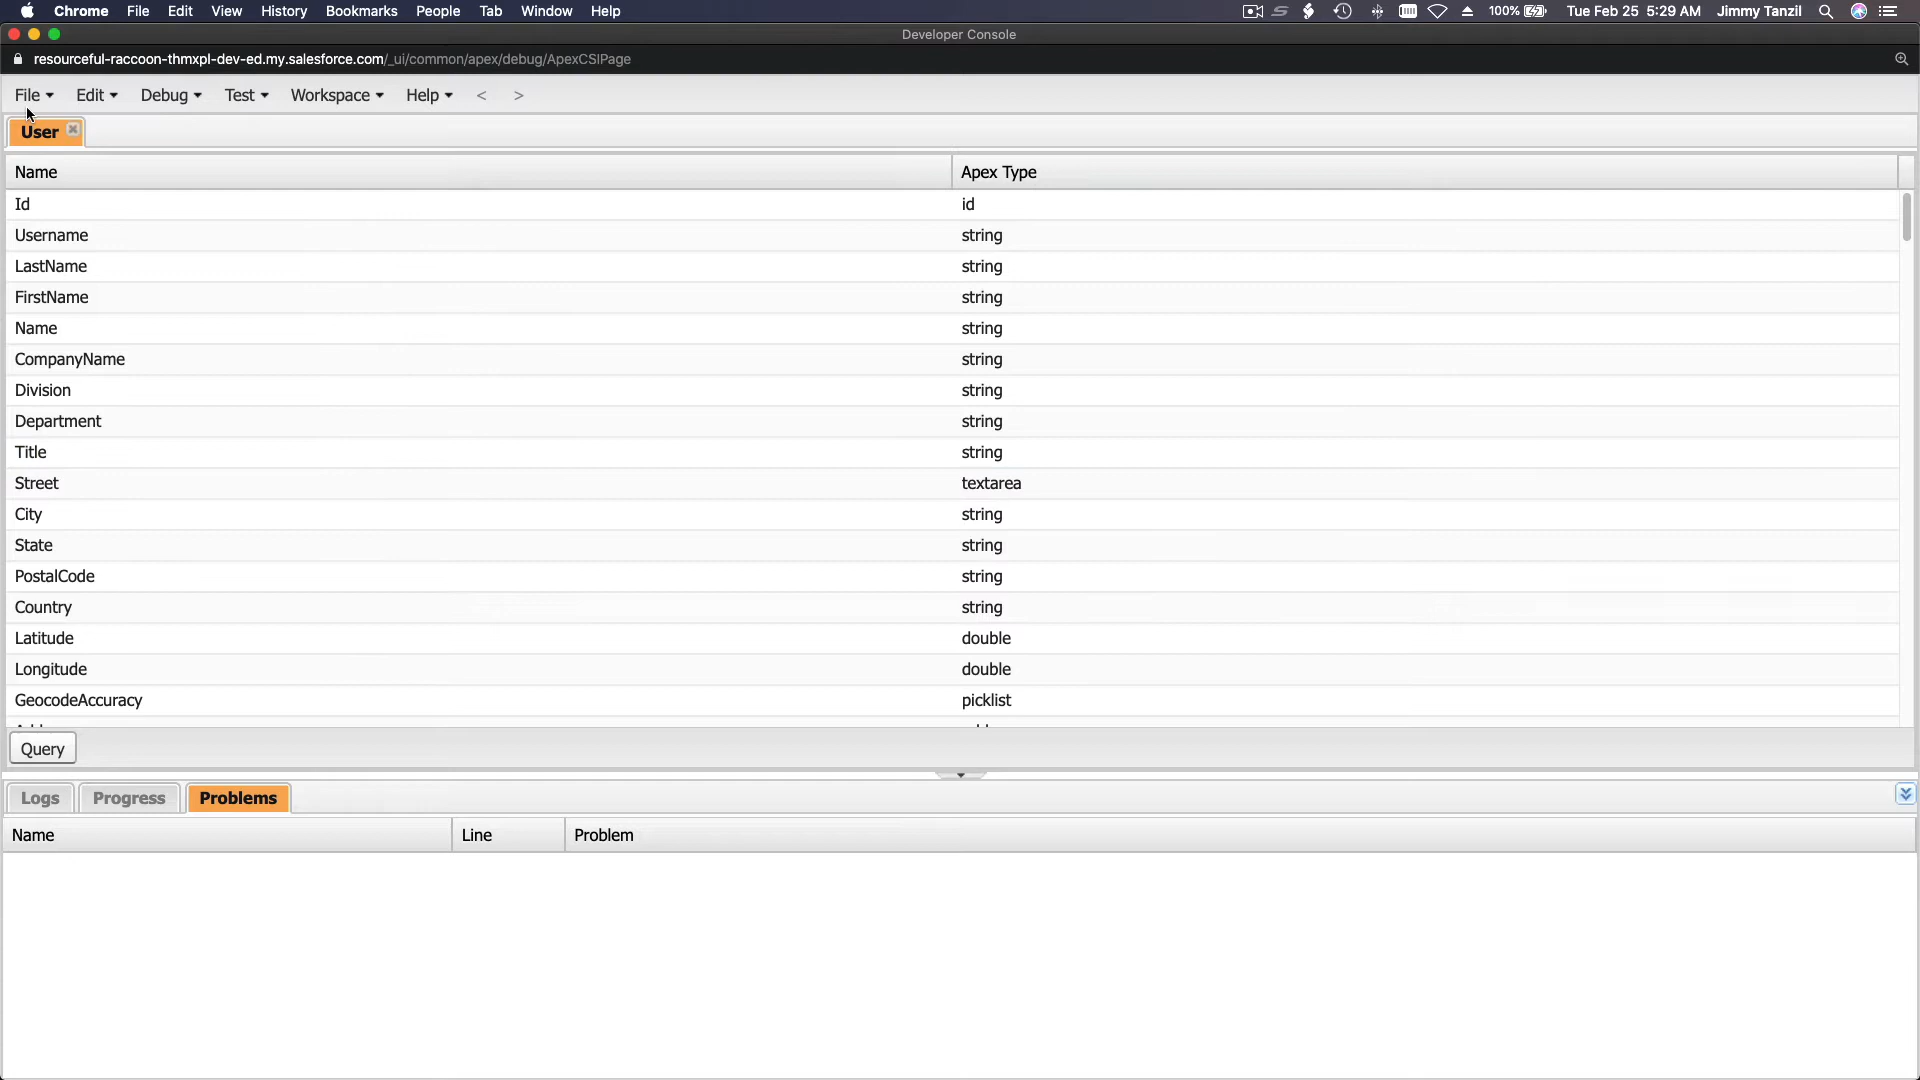 Chrome File Edit View History Bookmarks People Tab Window Help 100% Tue Feb 25 5:29 AM Jimmy Tanzil
Developer Console
resourceful-raccoon-thmxpl-dev-ed.my.salesforce.com/_ui/common/apex/debug/ApexCSIPage
File Edit Debug Test Workspace Help < >
User
Name Apex Type
Id id
Username string
LastName string
FirstName string
Name string
CompanyName string
Division string
Department string
Title string
Street textarea
City string
State string
PostalCode string
Country string
Latitude double
Longitude double
GeocodeAccuracy picklist
Query
Logs Progress Problems
Name Line Problem